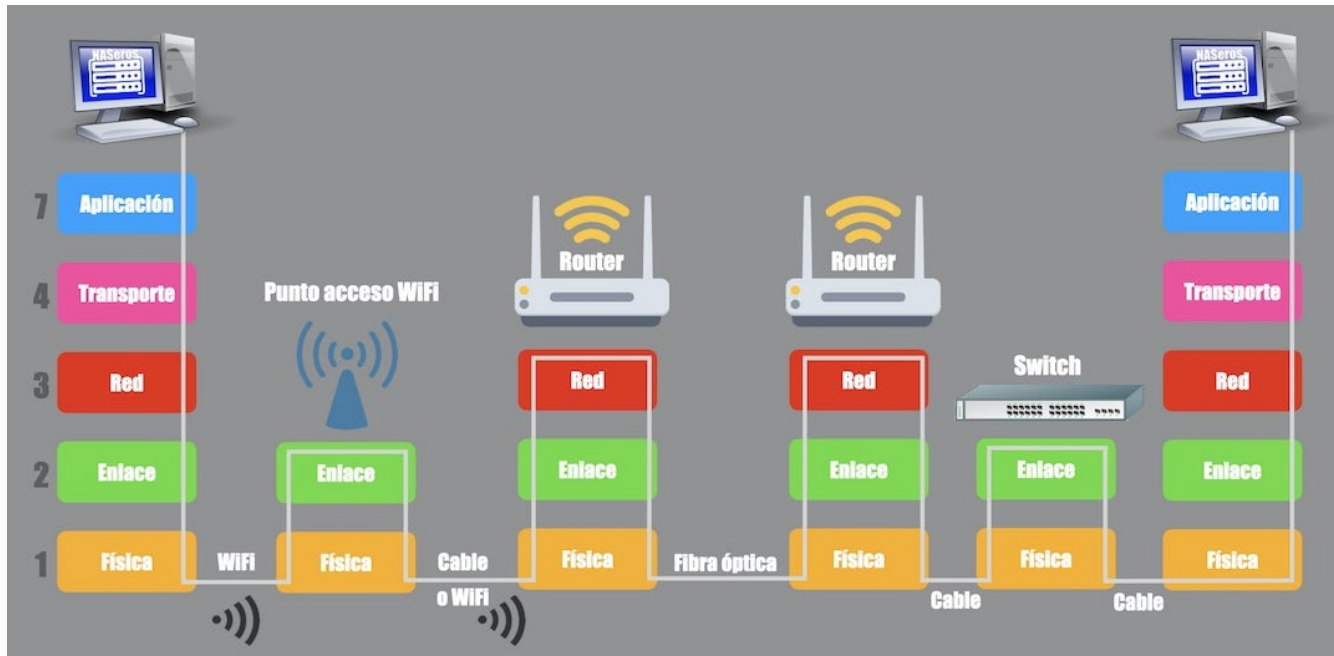 NASeros
NASeros
7 Aplicación Aplicación
Router Router
4 Transporte Punto acceso WiFi Transporte
3 Red Red Red Switch Red
2 Enlace Enlace Enlace Enlace Enlace Enlace
1 Física WiFi Física Cable Física Fibra óptica Física Física Física
o WiFi Cable Cable